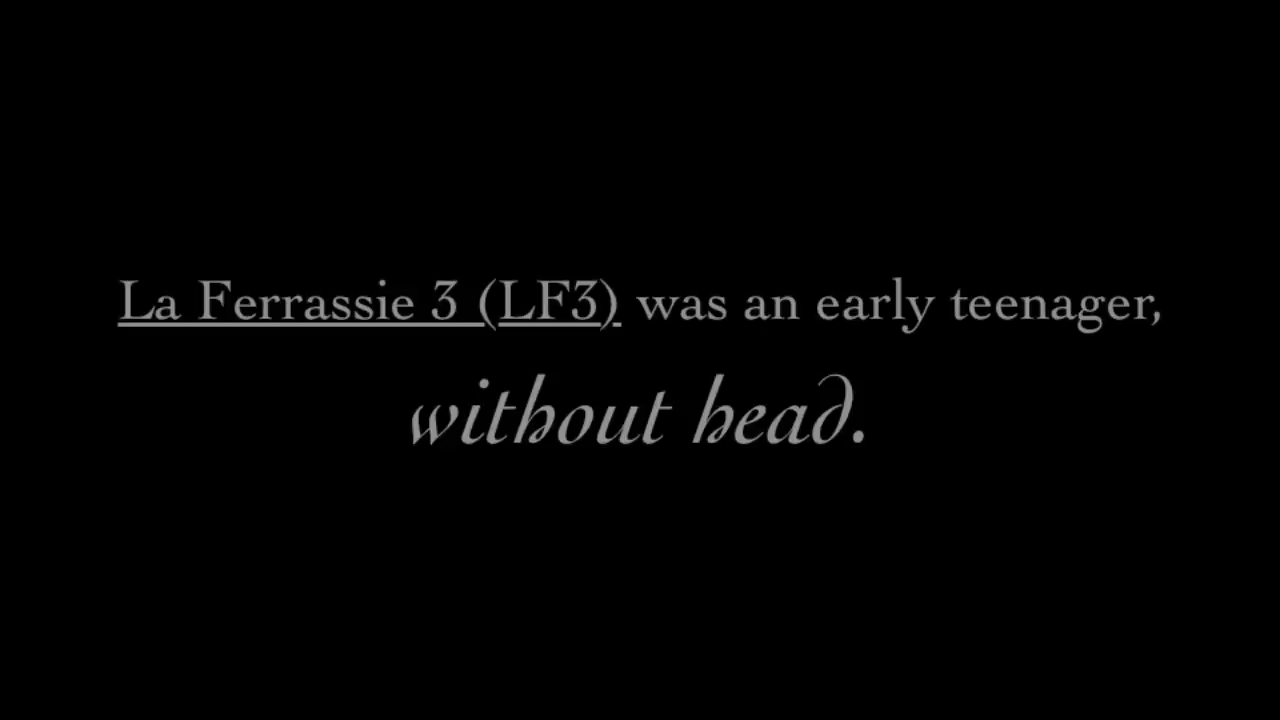 La Ferrassie 3 (LF3) was an early teenager,
without head.